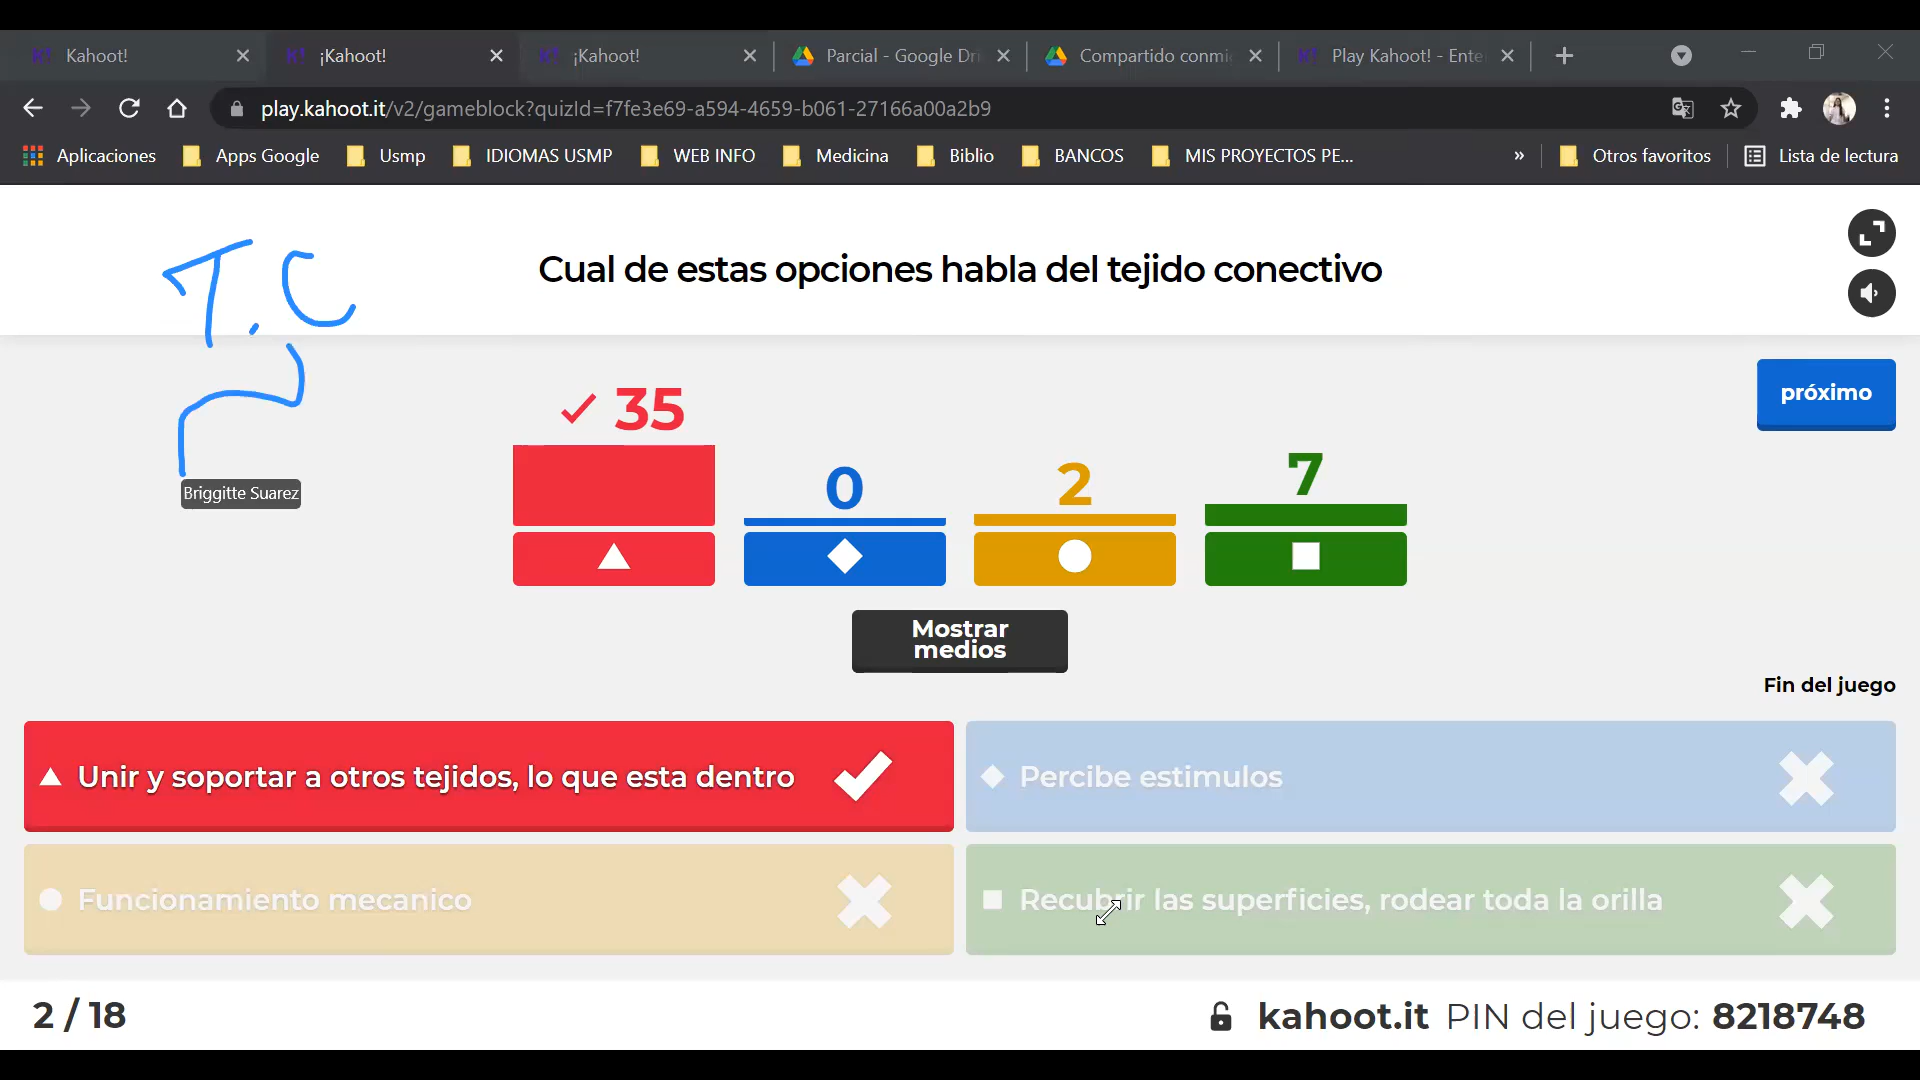 Kahoot!
¡Kahoot!
¡Kahoot!
Parcial - Google Dri
Compartido conmi
Play Kahoot! - Ente
play.kahoot.it/v2/gameblock?quizId=f7fe3e69-a594-4659-b061-27166a00a2b9
Aplicaciones
Apps Google
Usmp
IDIOMAS USMP
WEB INFO
Medicina
Biblio
BANCOS
MIS PROYECTOS PE...
»
Otros favoritos
Lista de lectura
T.C
Cual de estas opciones habla del tejido conectivo
próximo
35
0
2
7
Briggitte Suarez
Mostrar
medios
Fin del juego
Unir y soportar a otros tejidos, lo que esta dentro
Percibe estimulos
Funcionamiento mecanico
Recubrir las superficies, rodear toda la orilla
2 / 18
kahoot.it PIN del juego: 8218748